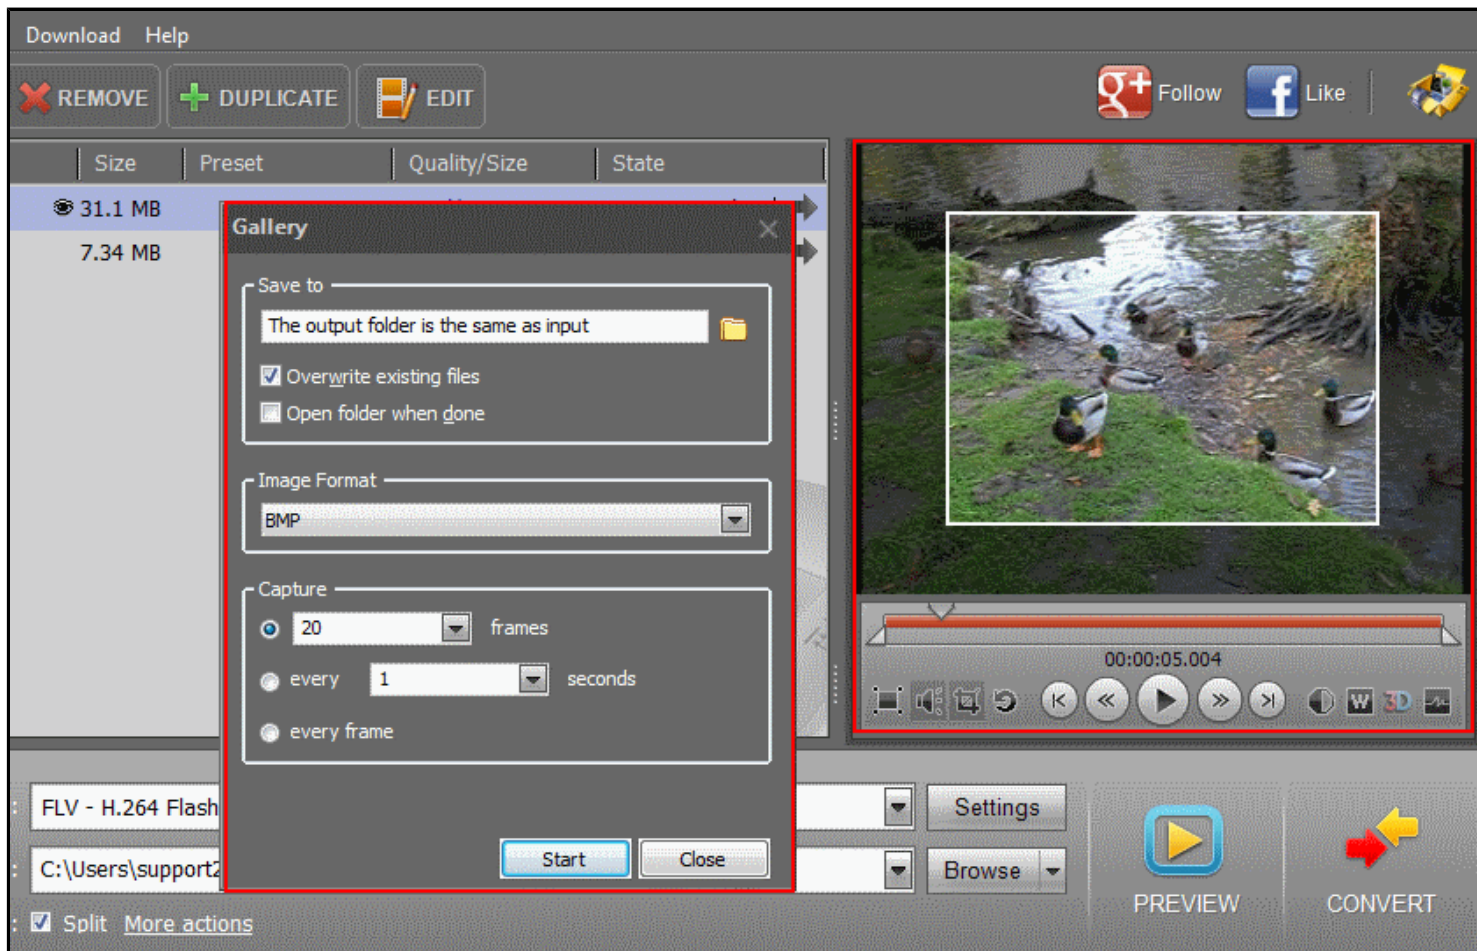 Download Help
REMOVE DUPLICATE EDIT
Follow Like
Size Preset Quality/Size State
31.1 MB
7.34 MB
Gallery
Save to
The output folder is the same as input
Overwrite existing files
Open folder when done
Image Format
BMP
Capture
20 frames
every 1 seconds
every frame
Start Close
00:00:05.004
W 3D
FLV - H.264 Flash
Settings
C:\Users\support2
Browse
Split More actions
PREVIEW
CONVERT